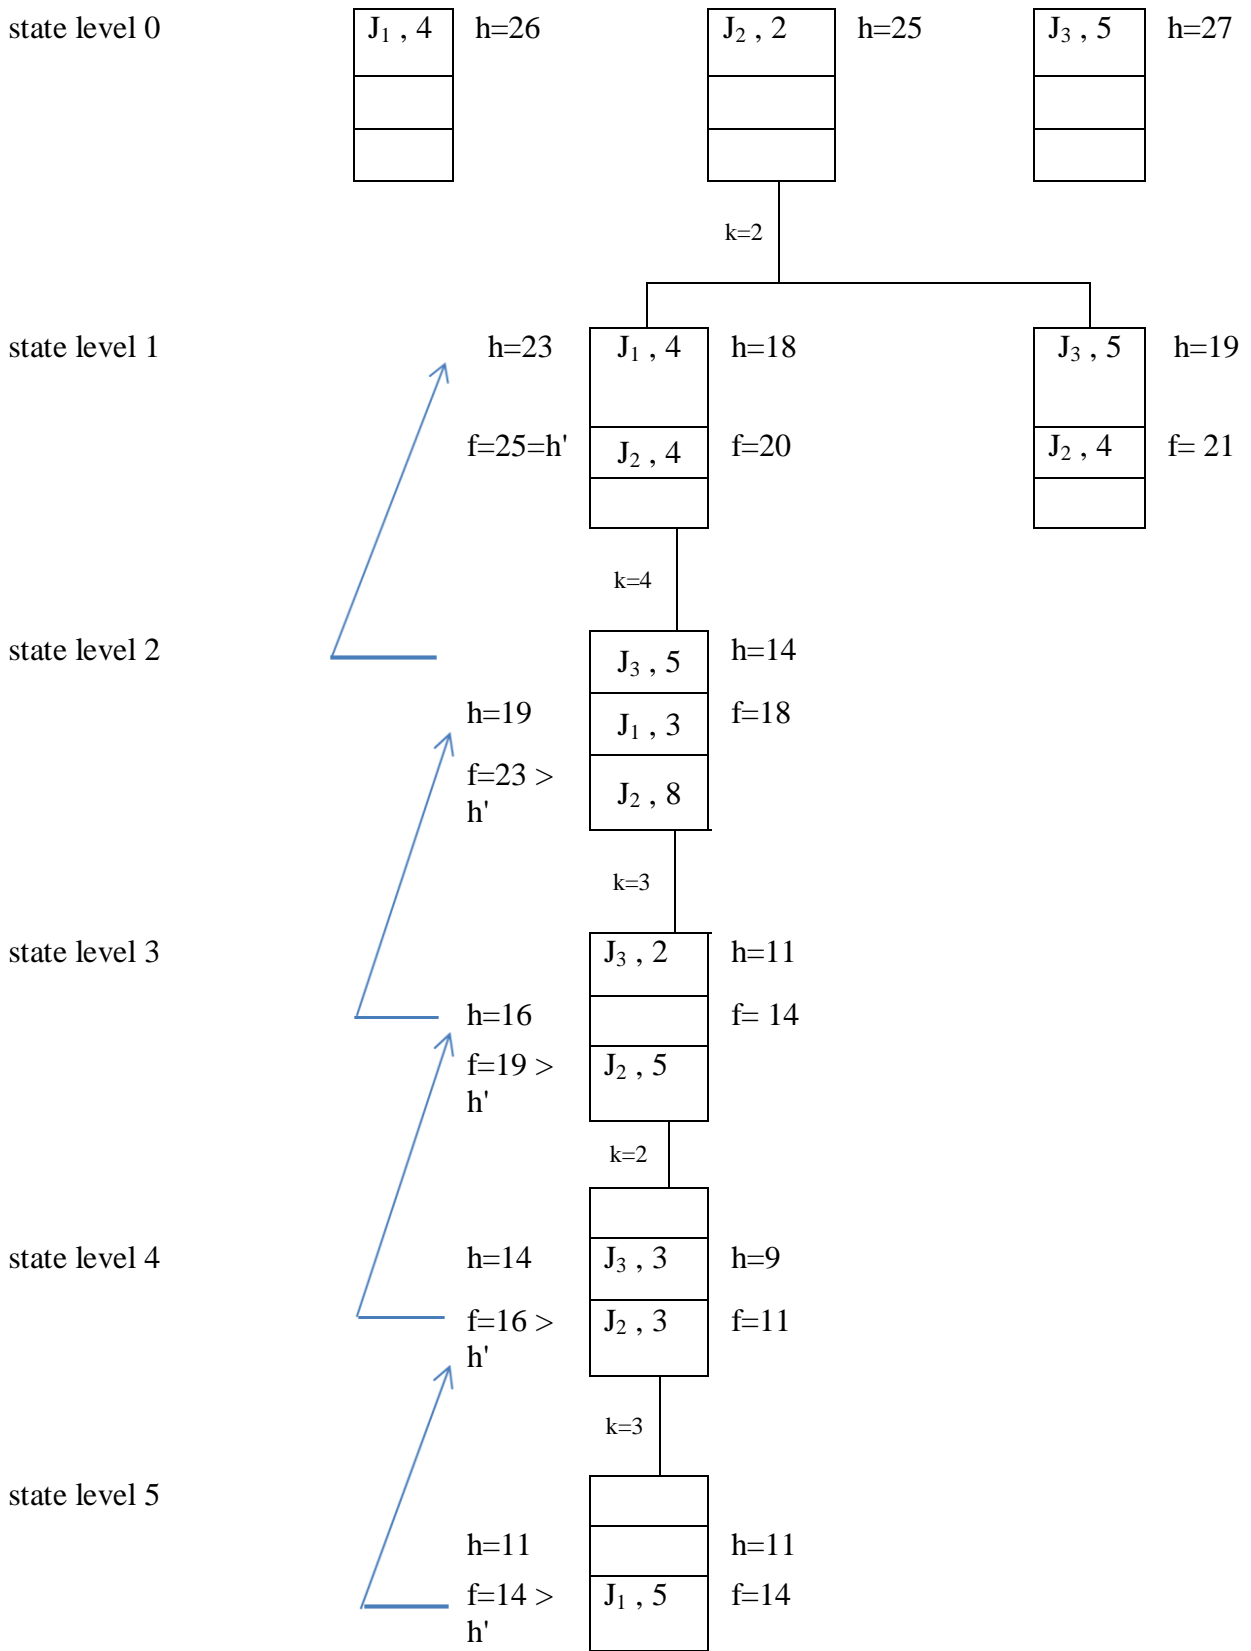 state level 0
J₁ , 4 h=26
J₂ , 2 h=25
J₃ , 5 h=27
k=2
state level 1
h=23 J₁ , 4 h=18
J₃ , 5 h=19
f=25=h' J₂ , 4 f=20
J₂ , 4 f= 21
k=4
state level 2
J₃ , 5 h=14
h=19 J₁ , 3 f=18
f=23 >
h'
J₂ , 8
k=3
state level 3
J₃ , 2 h=11
h=16 f= 14
f=19 >
h'
J₂ , 5
k=2
state level 4
h=14 J₃ , 3 h=9
f=16 >
h'
J₂ , 3 f=11
k=3
state level 5
h=11 h=11
f=14 >
h'
J₁ , 5 f=14